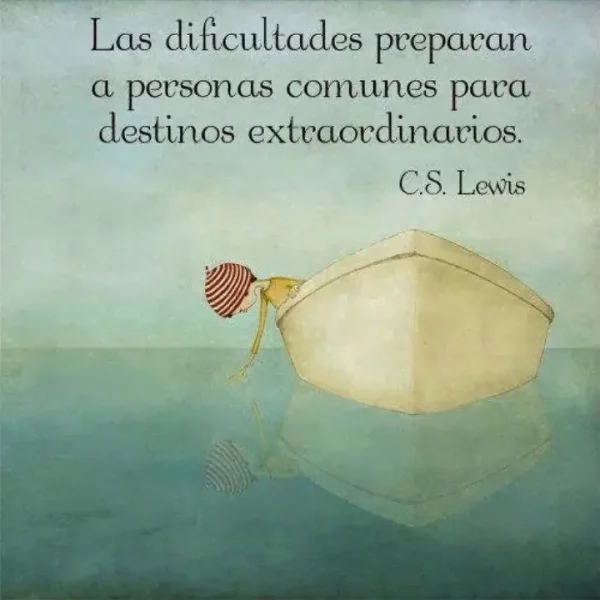 Las dificultades preparan
a personas comunes para
destinos extraordinarios.
C.S. Lewis